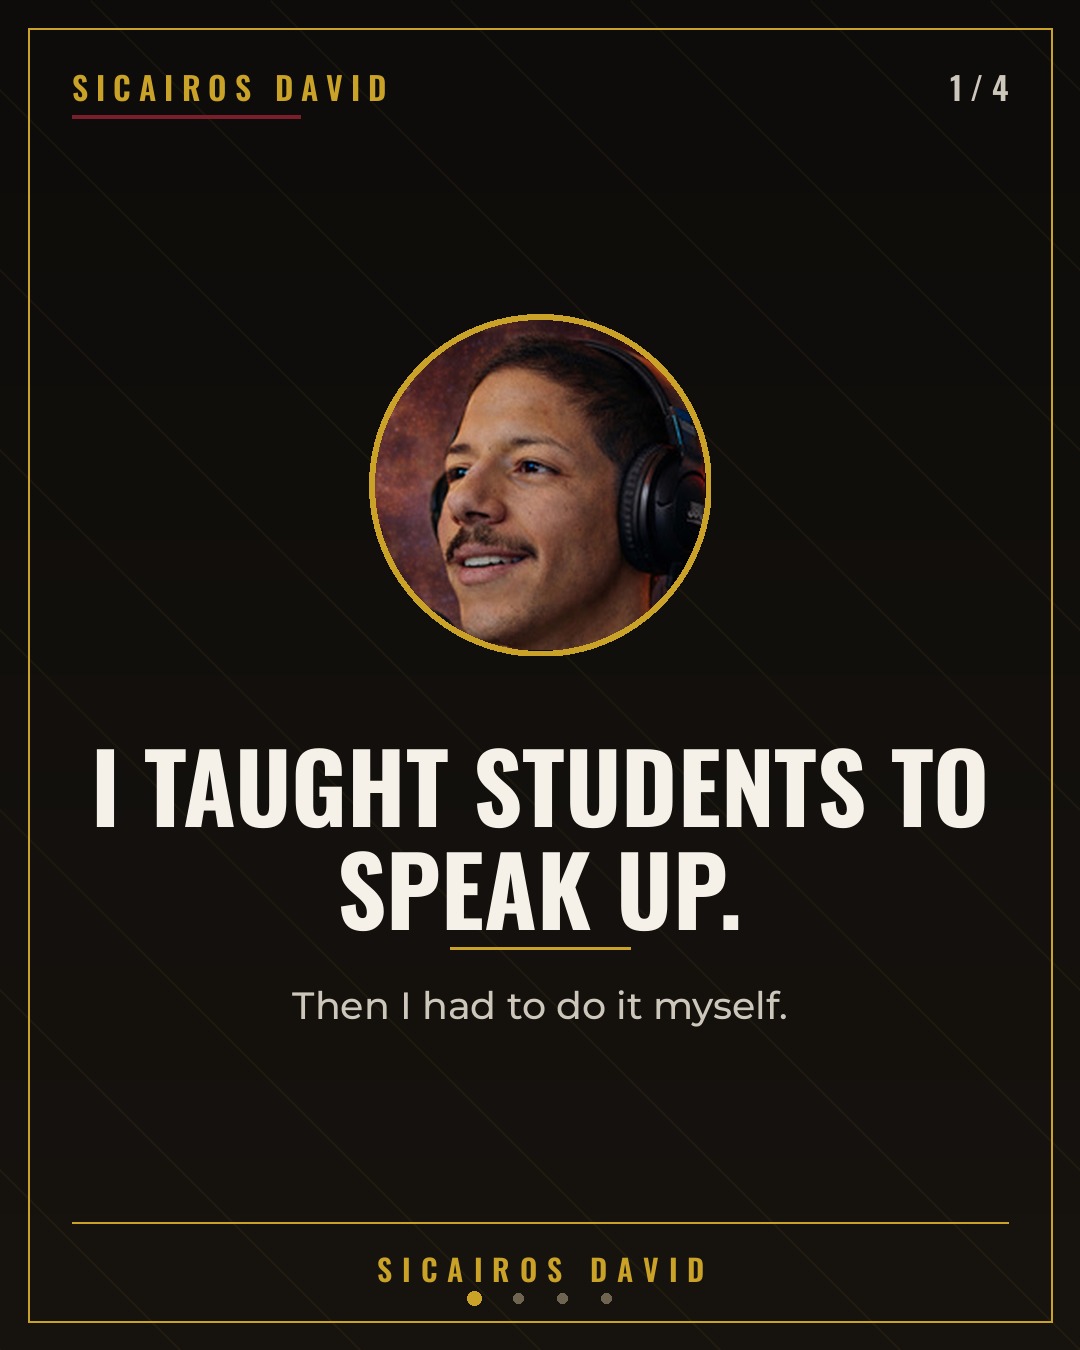 SICAIROS DAVID
1 / 4
I TAUGHT STUDENTS TO
SPEAK UP.
Then I had to do it myself.
SICAIROS DAVID